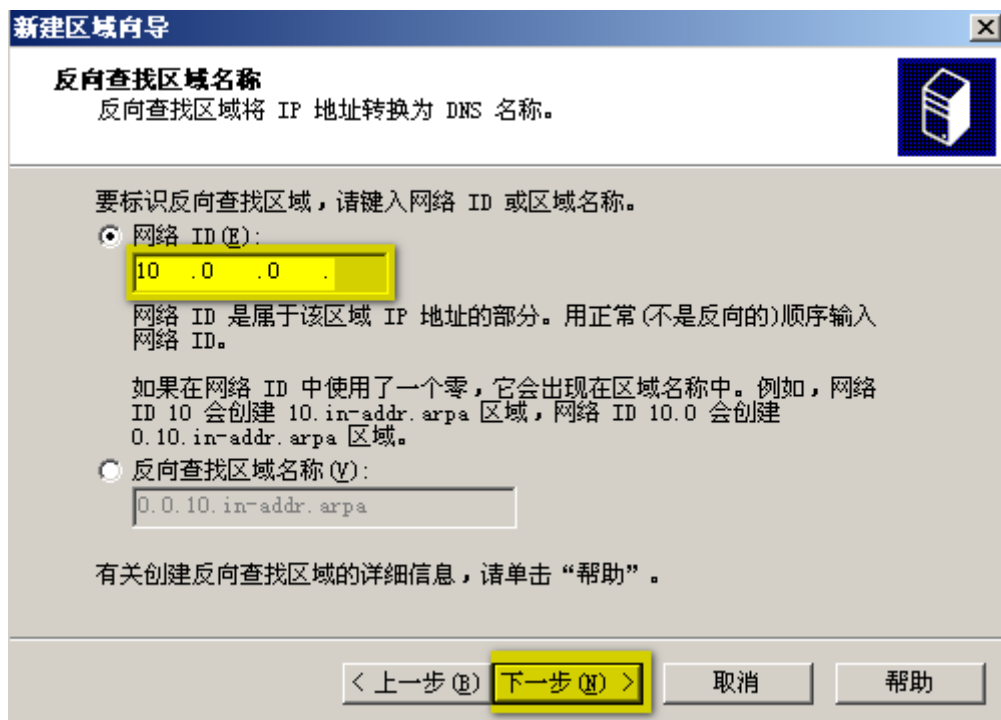 新建区域向导
反向查找区域名称
反向查找区域将 IP 地址转换为 DNS 名称。
要标识反向查找区域，请键入网络 ID 或区域名称。
网络 ID(E):
10 .0 .0 .
网络 ID 是属于该区域 IP 地址的部分。用正常(不是反向的)顺序输入
网络 ID。
如果在网络 ID 中使用了一个零，它会出现在区域名称中。例如，网络
ID 10 会创建 10.in-addr.arpa 区域，网络 ID 10.0 会创建
0.10.in-addr.arpa 区域。
反向查找区域名称(V):
0.0.10.in-addr.arpa
有关创建反向查找区域的详细信息，请单击“帮助”。
< 上一步(B) 下一步(N) > 取消 帮助